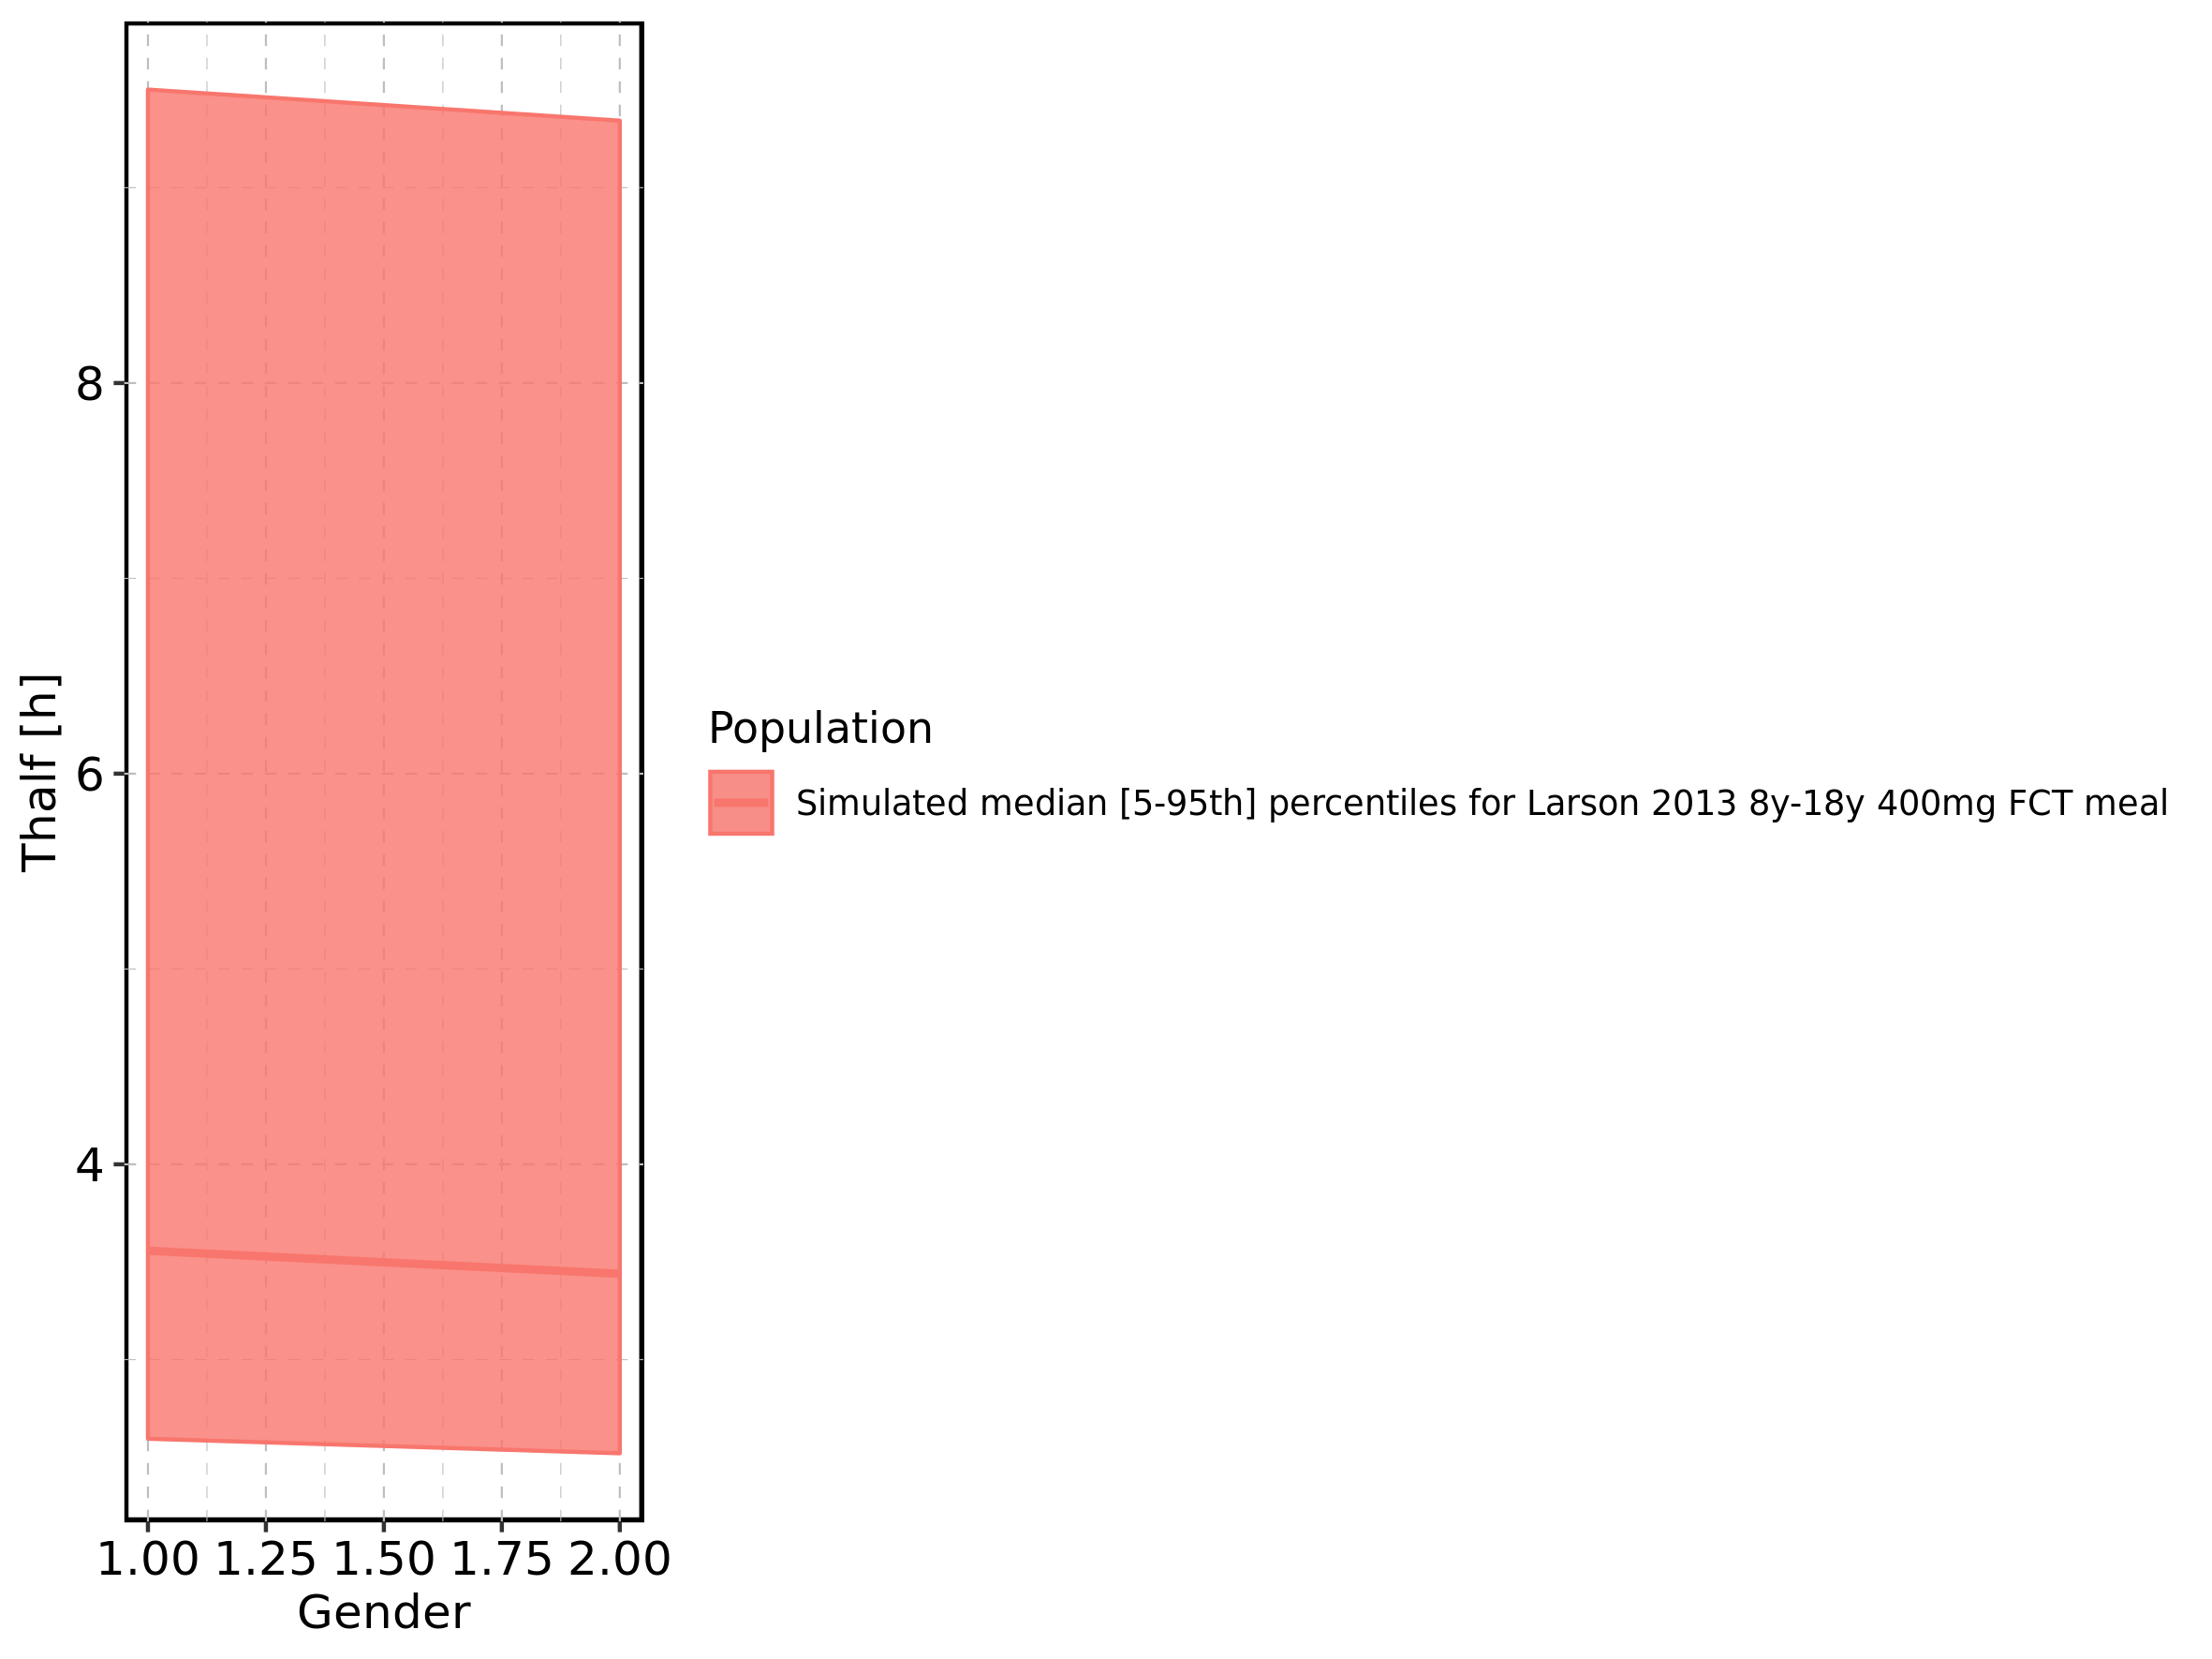 Thalf [h]
8
6
4
1.00 1.25 1.50 1.75 2.00
Gender
Population
Simulated median [5-95th] percentiles for Larson 2013 8y-18y 400mg FCT meal